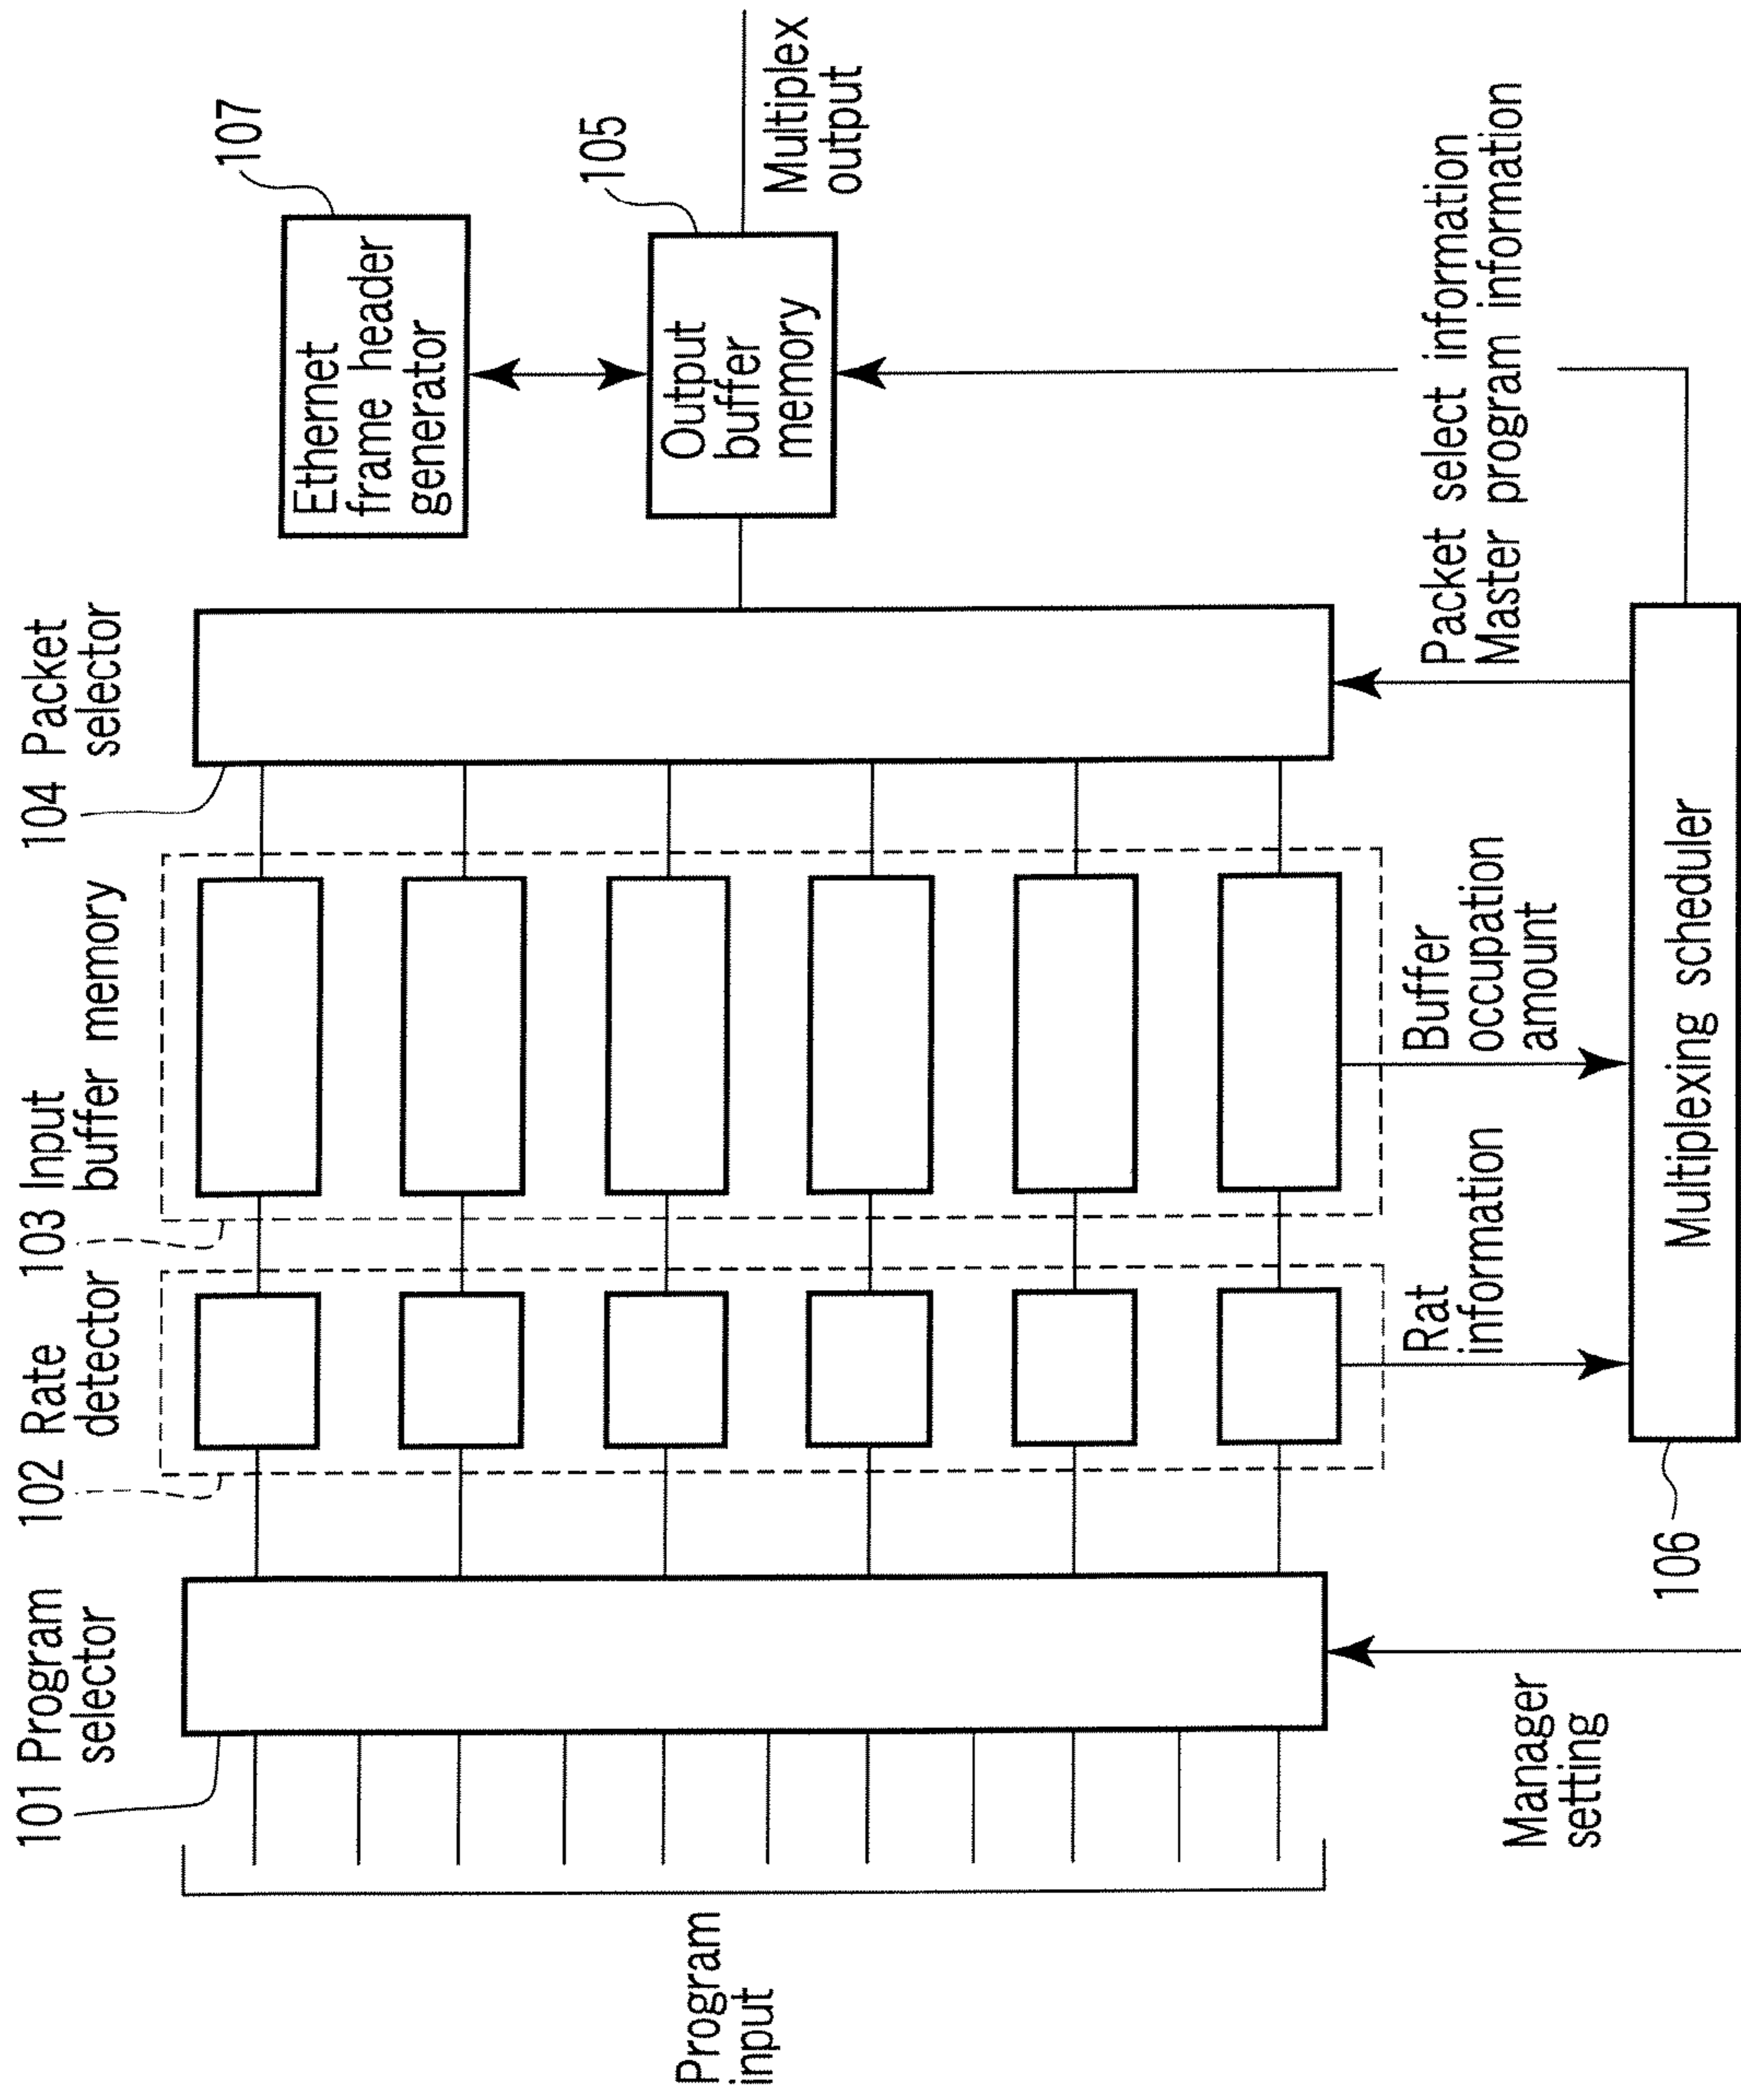 101 Program
selector
102 Rate
detector
103 Input
buffer memory
104 Packet
selector
107
Ethernet
frame header
generator
105
Output
buffer
memory
Multiplex
output
Program
input
Manager
setting
Rat
information
Buffer
occupation
amount
Packet select information
Master program information
106
Multiplexing scheduler